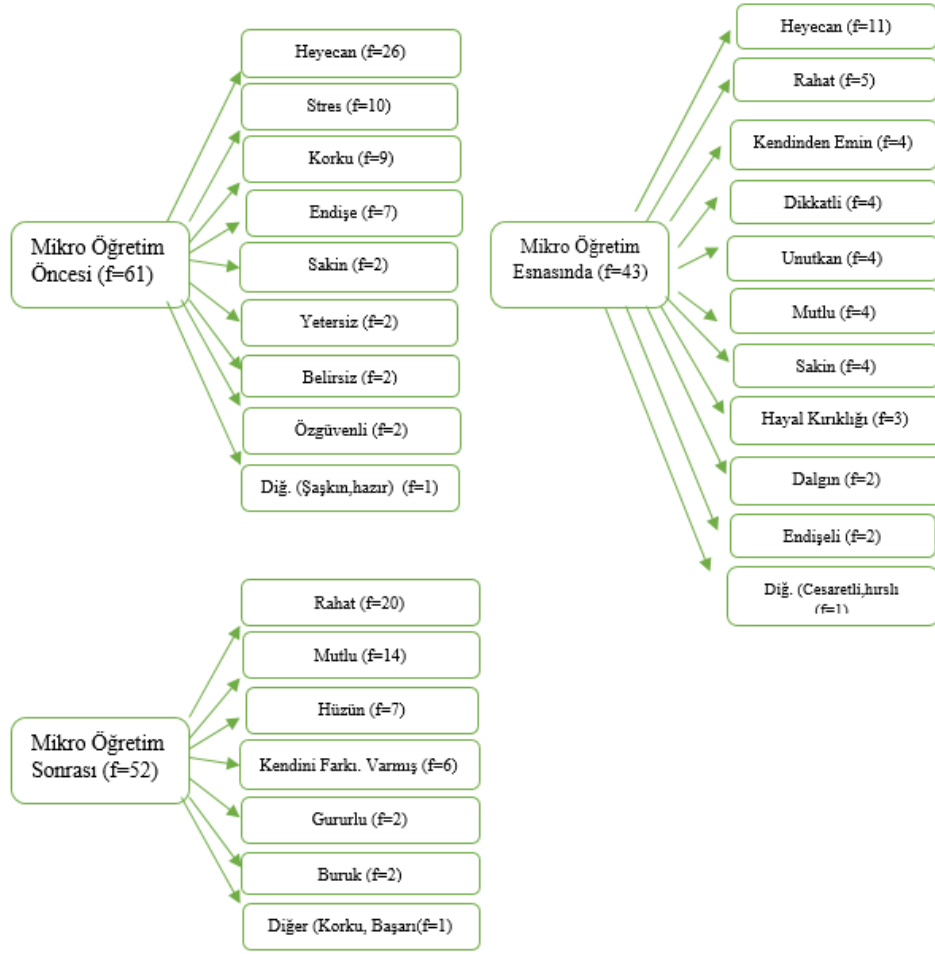 Mikro Öğretim
Öncesi (f=61)
Heyecan (f=26)
Stres (f=10)
Korku (f=9)
Endişe (f=7)
Sakin (f=2)
Yetersiz (f=2)
Belirsiz (f=2)
Özgüvenli (f=2)
Diğ. (Şaşkın,hazır) (f=1)
Mikro Öğretim
Esnasında (f=43)
Heyecan (f=11)
Rahat (f=5)
Kendinden Emin (f=4)
Dikkatli (f=4)
Unutkan (f=4)
Mutlu (f=4)
Sakin (f=4)
Hayal Kırıklığı (f=3)
Dalgın (f=2)
Endişeli (f=2)
Diğ. (Cesaretli,hırslı
(f=1)
Mikro Öğretim
Sonrası (f=52)
Rahat (f=20)
Mutlu (f=14)
Hüzün (f=7)
Kendini Farkı. Varmış (f=6)
Gururlu (f=2)
Buruk (f=2)
Diğer (Korku, Başarı(f=1)